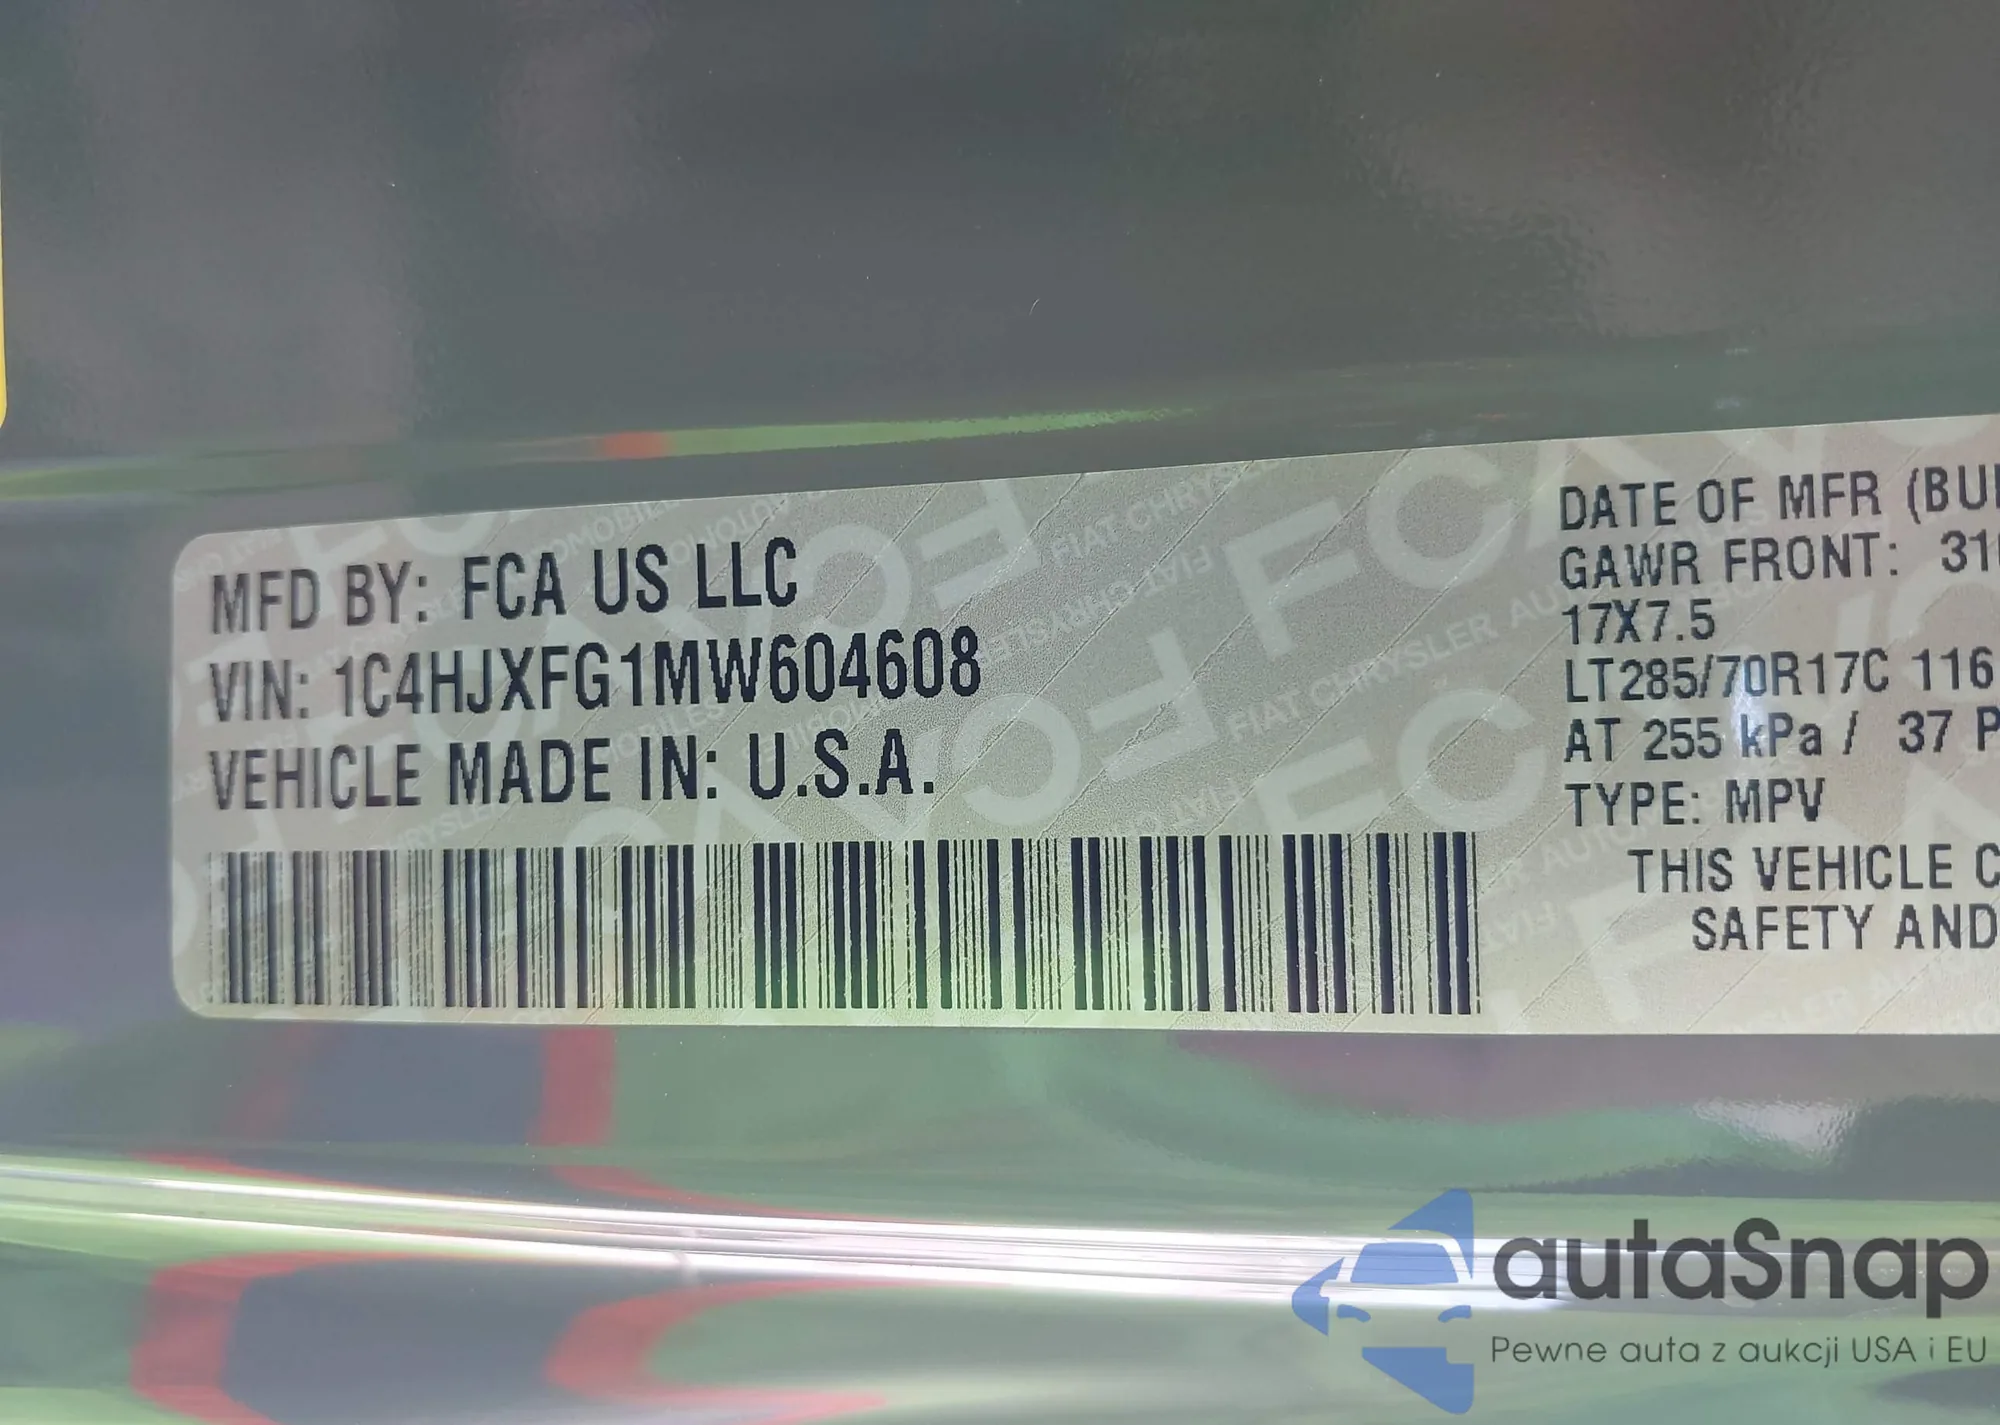 MFD BY: FCA US LLC
VIN: 1C4HJXFG1MW604608
VEHICLE MADE IN: U.S.A.
DATE OF MFR
GAWR FRONT:
17X7.5
LT285/70R17C 116
AT 255 kPa / 37
TYPE: MPV
THIS VEHICLE
SAFETY AND
autaSnap
Pewne auta z aukcji USA i EU